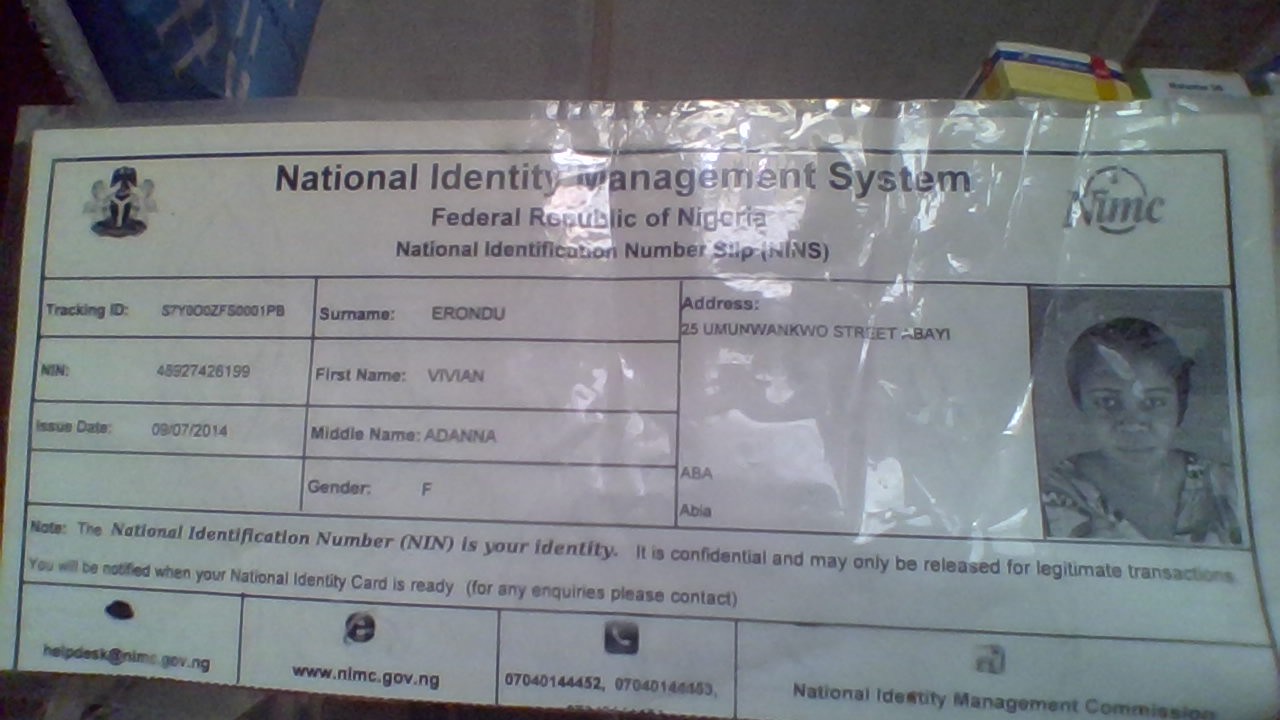 National Identity Management System
Federal Republic of Nigeria
National Identification Number Slip (NINS)
Nimc
Tracking ID:
Surname: ERONDU
Address:
25 UMUNWANKWO STREET ABAYI
NIN:
First Name: VIVIAN
Issue Date: 09/07/2014
Middle Name: ADANNA
Gender: F
ABA
Abia
Note: The National Identification Number (NIN) is your identity. It is confidential and may only be released for legitimate transactions.
You will be notified when your National Identity Card is ready (for any enquiries please contact)
helpdesk@nimc.gov.ng
www.nimc.gov.ng
07040144452, 07040144453,
National Identity Management Commission